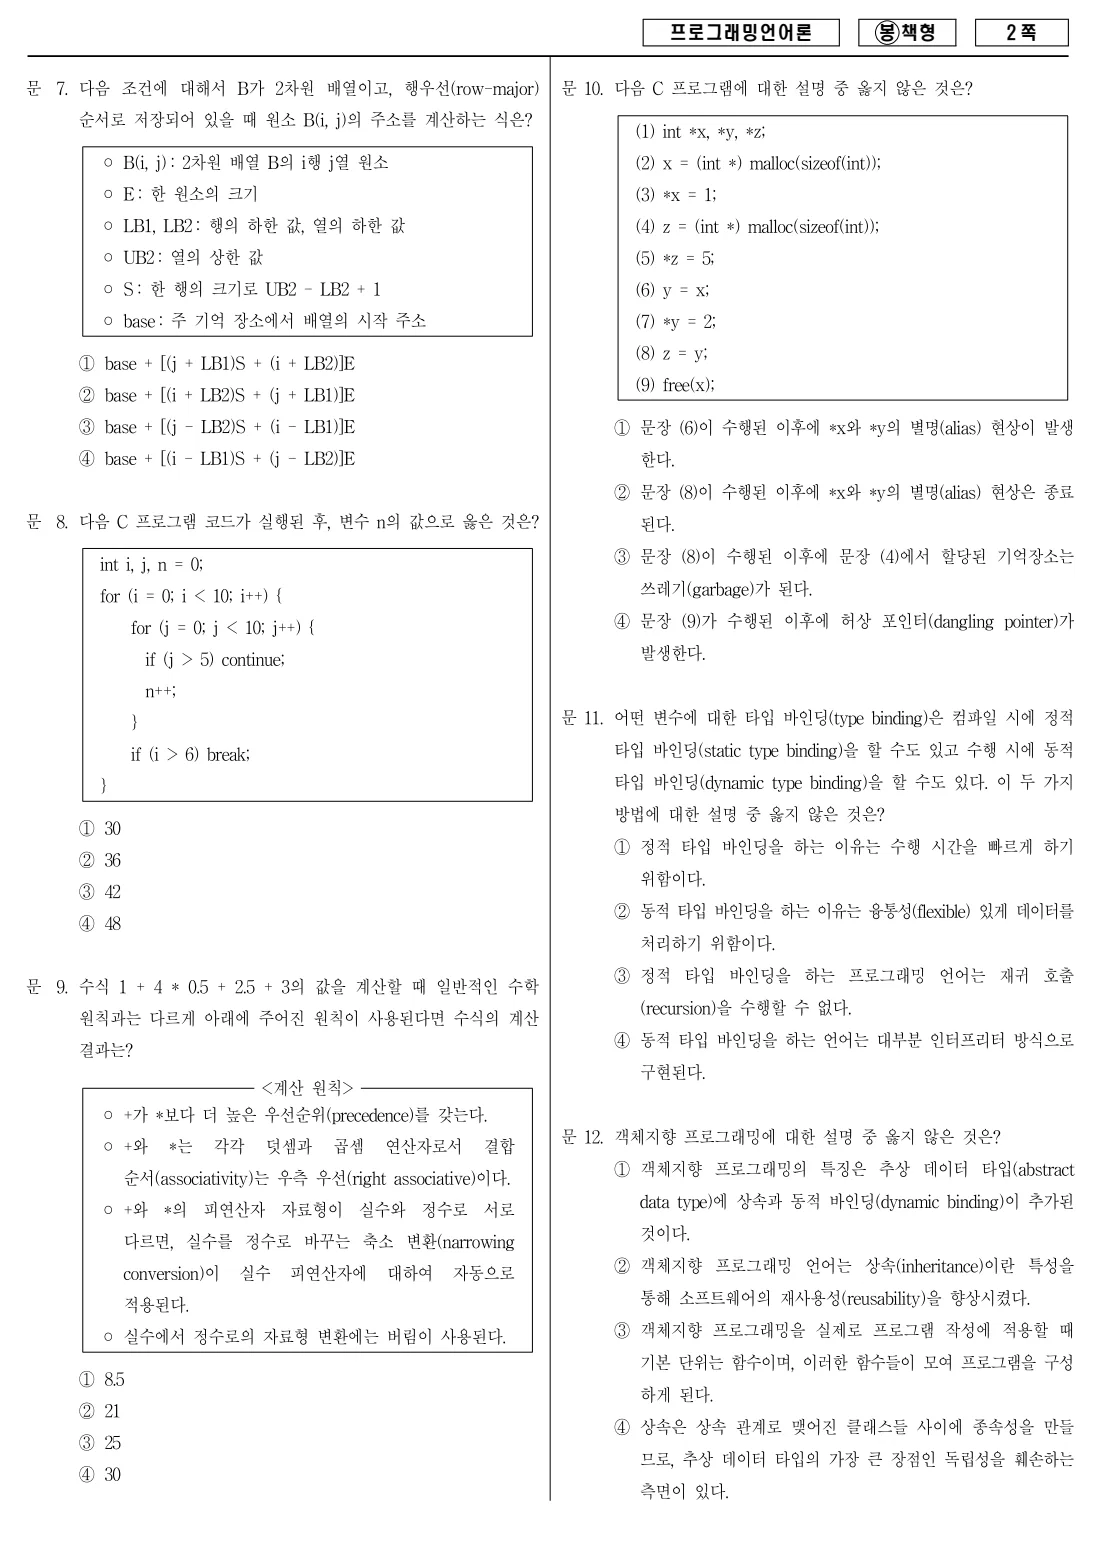 프로그래밍언어론 봉책형 2쪽
문 7. 다음 조건에 대해서 B가 2차원 배열이고, 행우선(row-major)
순서로 저장되어 있을 때 원소 B(i, j)의 주소를 계산하는 식은?
○ B(i, j) : 2차원 배열 B의 i행 j열 원소
○ E : 한 원소의 크기
○ LB1, LB2 : 행의 하한 값, 열의 하한 값
○ UB2 : 열의 상한 값
○ S : 한 행의 크기로 UB2 - LB2 + 1
○ base : 주 기억 장소에서 배열의 시작 주소
① base + [(j + LB1)S + (i + LB2)]E
② base + [(i + LB2)S + (j + LB1)]E
③ base + [(j - LB2)S + (i - LB1)]E
④ base + [(i - LB1)S + (j - LB2)]E
문 8. 다음 C 프로그램 코드가 실행된 후, 변수 n의 값으로 옳은 것은?
int i, j, n = 0;
for (i = 0; i < 10; i++) {
for (j = 0; j < 10; j++) {
if (j > 5) continue;
n++;
}
if (i > 6) break;
}
① 30
② 36
③ 42
④ 48
문 9. 수식 1 + 4 * 0.5 + 2.5 + 3의 값을 계산할 때 일반적인 수학
원칙과는 다르게 아래에 주어진 원칙이 사용된다면 수식의 계산
결과는?
<계산 원칙>
○ +가 *보다 더 높은 우선순위(precedence)를 갖는다.
○ +와 *는 각각 덧셈과 곱셈 연산자로서 결합
순서(associativity)는 우측 우선(right associative)이다.
○ +와 *의 피연산자 자료형이 실수와 정수로 서로
다르면, 실수를 정수로 바꾸는 축소 변환(narrowing
conversion)이 실수 피연산자에 대하여 자동으로
적용된다.
○ 실수에서 정수로의 자료형 변환에는 버림이 사용된다.
① 8.5
② 21
③ 25
④ 30
문 10. 다음 C 프로그램에 대한 설명 중 옳지 않은 것은?
(1) int *x, *y, *z;
(2) x = (int *) malloc(sizeof(int));
(3) *x = 1;
(4) z = (int *) malloc(sizeof(int));
(5) *z = 5;
(6) y = x;
(7) *y = 2;
(8) z = y;
(9) free(x);
① 문장 (6)이 수행된 이후에 *x와 *y의 별명(alias) 현상이 발생
한다.
② 문장 (8)이 수행된 이후에 *x와 *y의 별명(alias) 현상은 종료
된다.
③ 문장 (8)이 수행된 이후에 문장 (4)에서 할당된 기억장소는
쓰레기(garbage)가 된다.
④ 문장 (9)가 수행된 이후에 허상 포인터(dangling pointer)가
발생한다.
문 11. 어떤 변수에 대한 타입 바인딩(type binding)은 컴파일 시에 정적
타입 바인딩(static type binding)을 할 수도 있고 수행 시에 동적
타입 바인딩(dynamic type binding)을 할 수도 있다. 이 두 가지
방법에 대한 설명 중 옳지 않은 것은?
① 정적 타입 바인딩을 하는 이유는 수행 시간을 빠르게 하기
위함이다.
② 동적 타입 바인딩을 하는 이유는 융통성(flexible) 있게 데이터를
처리하기 위함이다.
③ 정적 타입 바인딩을 하는 프로그래밍 언어는 재귀 호출
(recursion)을 수행할 수 없다.
④ 동적 타입 바인딩을 하는 언어는 대부분 인터프리터 방식으로
구현된다.
문 12. 객체지향 프로그래밍에 대한 설명 중 옳지 않은 것은?
① 객체지향 프로그래밍의 특징은 추상 데이터 타입(abstract
data type)에 상속과 동적 바인딩(dynamic binding)이 추가된
것이다.
② 객체지향 프로그래밍 언어는 상속(inheritance)이란 특성을
통해 소프트웨어의 재사용성(reusability)을 향상시켰다.
③ 객체지향 프로그래밍을 실제로 프로그램 작성에 적용할 때
기본 단위는 함수이며, 이러한 함수들이 모여 프로그램을 구성
하게 된다.
④ 상속은 상속 관계로 맺어진 클래스들 사이에 종속성을 만들
므로, 추상 데이터 타입의 가장 큰 장점인 독립성을 훼손하는
측면이 있다.